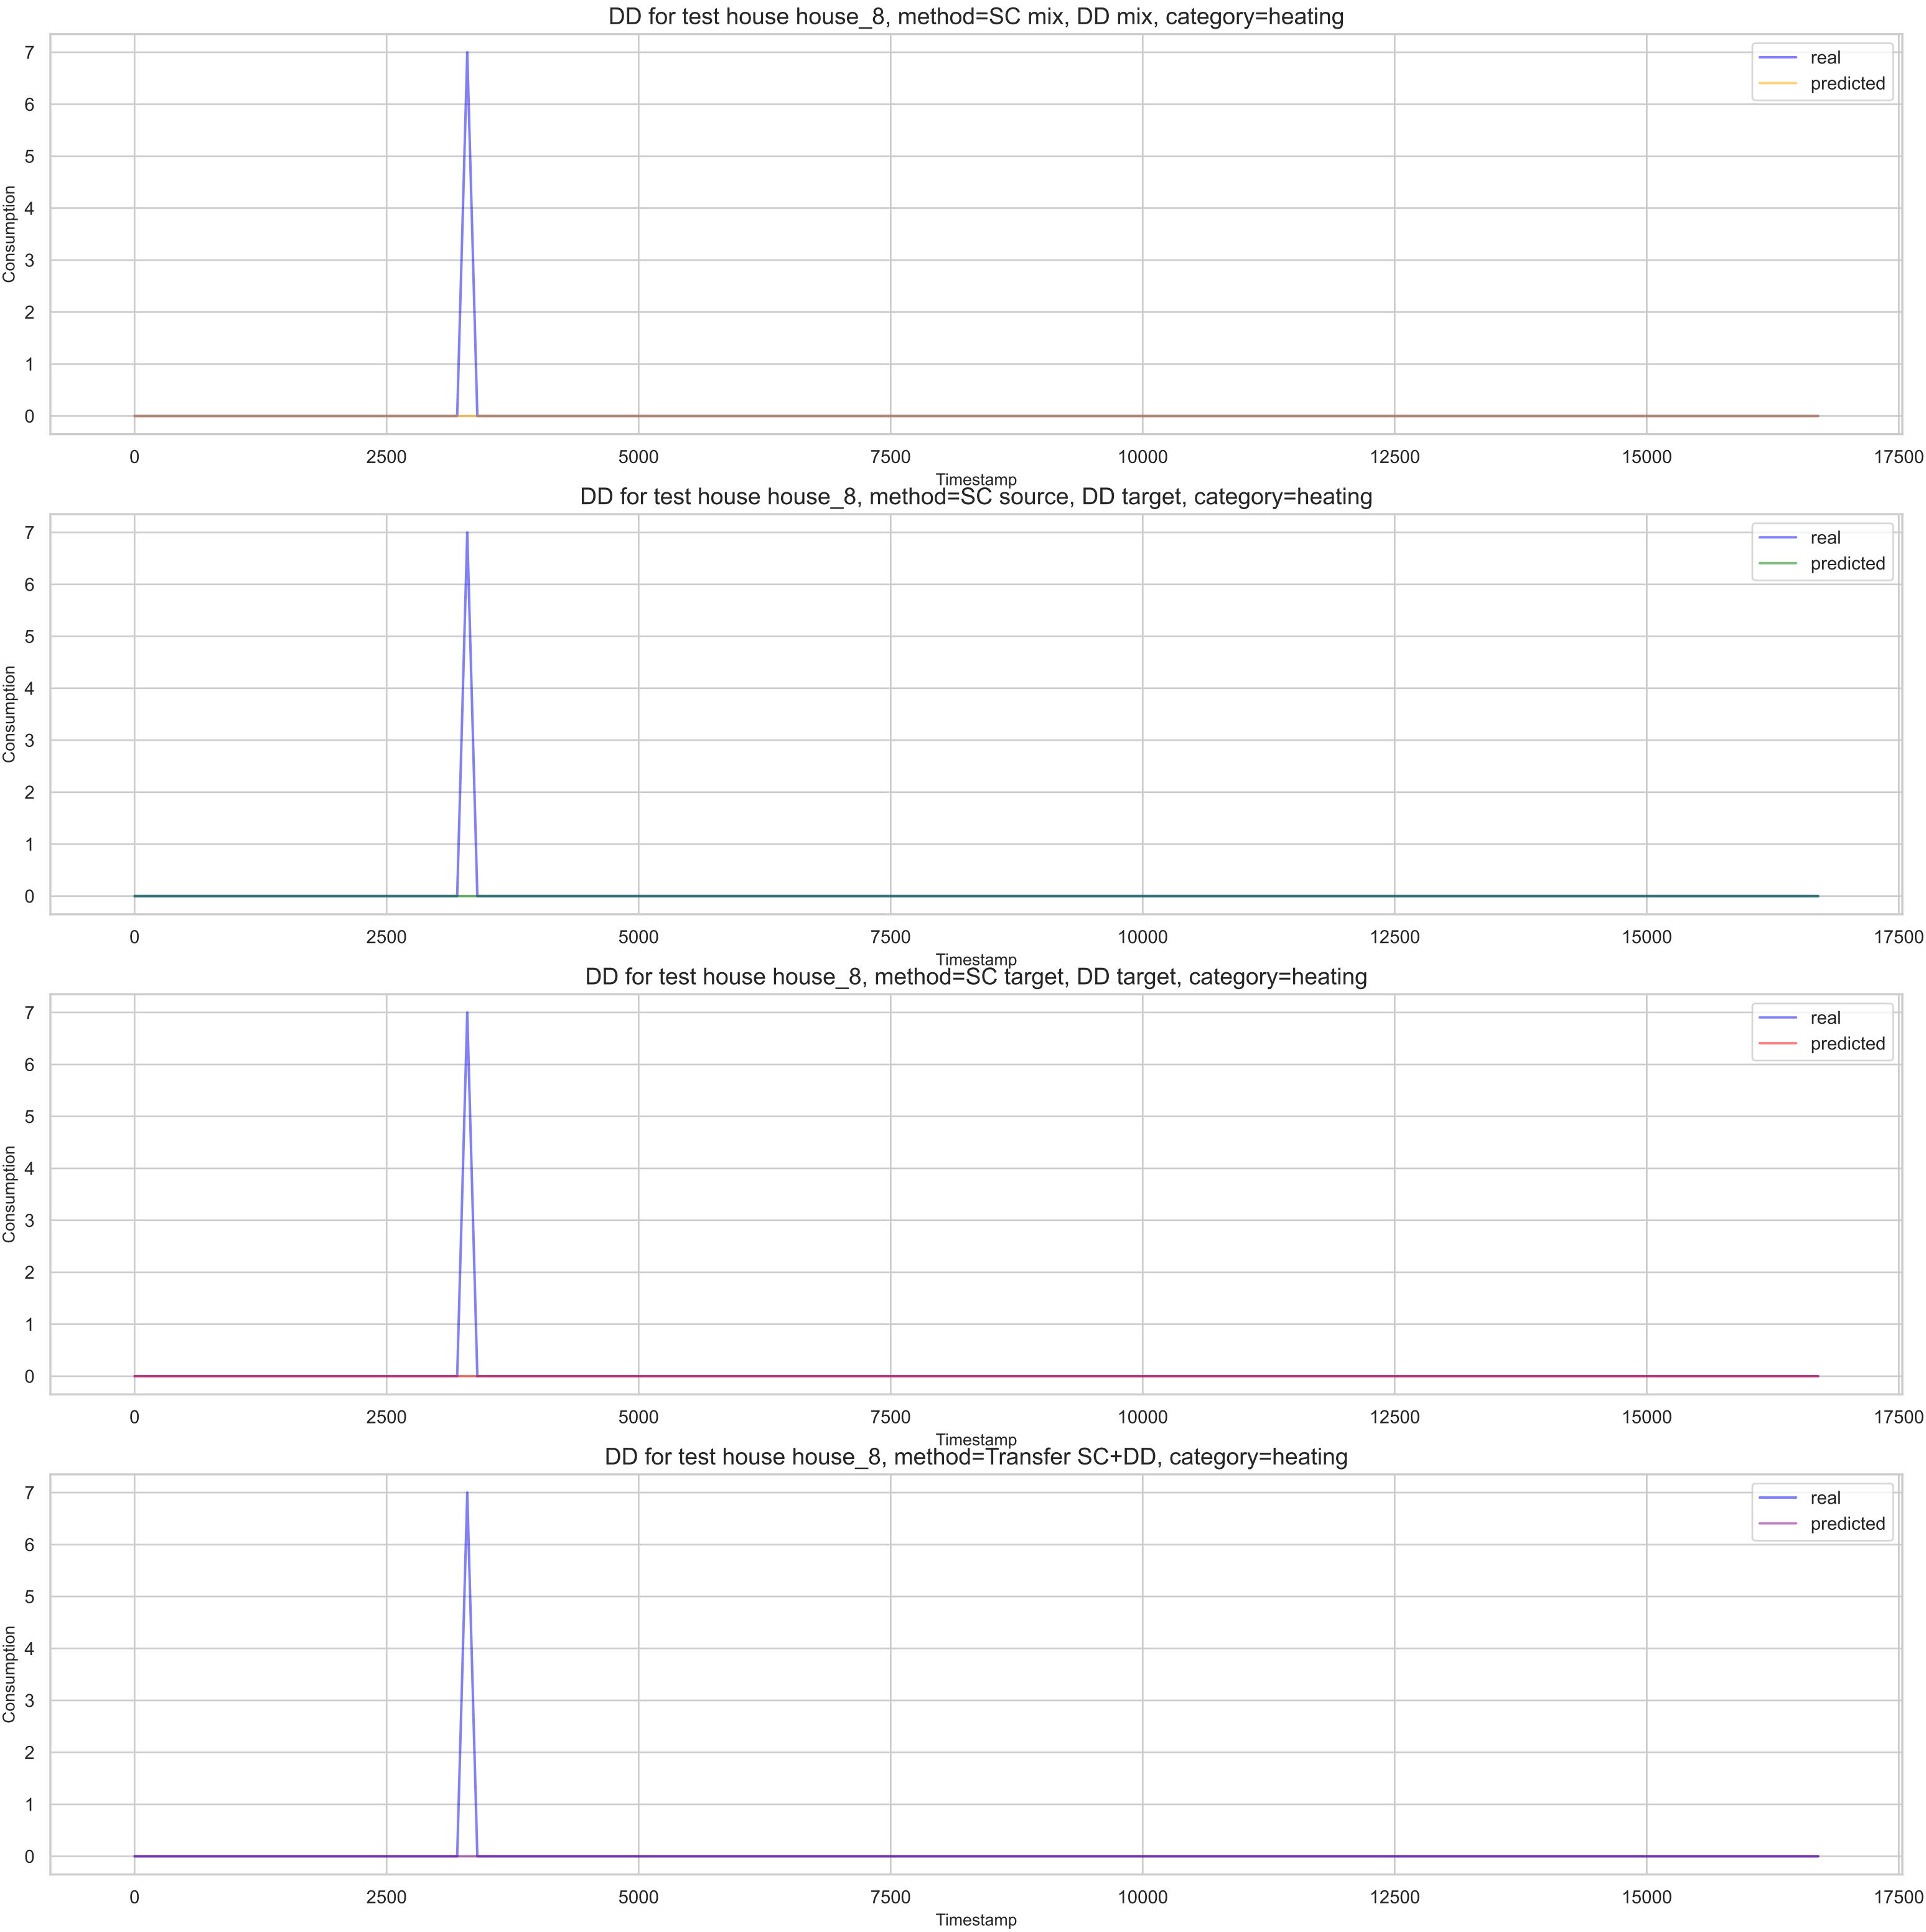 DD for test house house_8, method=SC mix, DD mix, category=heating
7
real
predicted
6
5
4
3
2
1
0
Consumption
0 2500 5000 7500 10000 12500 15000 17500
Timestamp
DD for test house house_8, method=SC source, DD target, category=heating
7
real
predicted
6
5
4
3
2
1
0
Consumption
0 2500 5000 7500 10000 12500 15000 17500
Timestamp
DD for test house house_8, method=SC target, DD target, category=heating
7
real
predicted
6
5
4
3
2
1
0
Consumption
0 2500 5000 7500 10000 12500 15000 17500
Timestamp
DD for test house house_8, method=Transfer SC+DD, category=heating
7
real
predicted
6
5
4
3
2
1
0
Consumption
0 2500 5000 7500 10000 12500 15000 17500
Timestamp